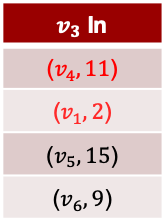 v₃ In
(v₄, 11)
(v₁, 2)
(v₅, 15)
(v₆, 9)